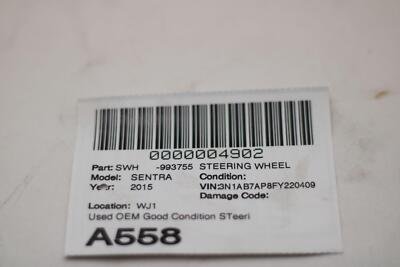 0000004902
Part: SWH -993755 STEERING WHEEL
Model: SENTRA Condition:
Year: 2015 VIN:3N1AB7AP8FY220409
Damage Code:
Location: WJ1
Used OEM Good Condition STeeri
A558